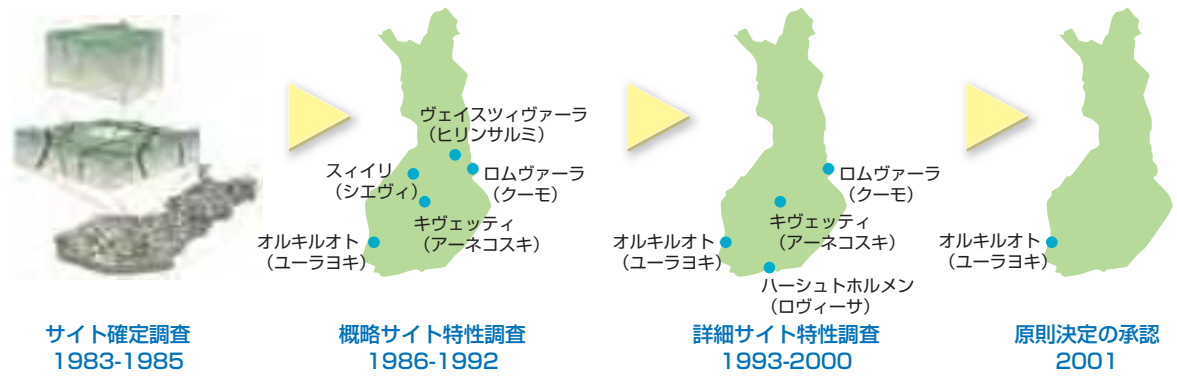 ヴェイスツィヴァーラ
（ヒリンサルミ）
スィイリ
（シエヴィ）
ロムヴァーラ
（クーモ）
キヴェッティ
（アーネコスキ）
オルキルオト
（ユーラヨキ）
ロムヴァーラ
（クーモ）
キヴェッティ
（アーネコスキ）
オルキルオト
（ユーラヨキ）
ハーシュトホルメン
（ロヴィーサ）
オルキルオト
（ユーラヨキ）
サイト確定調査
1983-1985
概略サイト特性調査
1986-1992
詳細サイト特性調査
1993-2000
原則決定の承認
2001